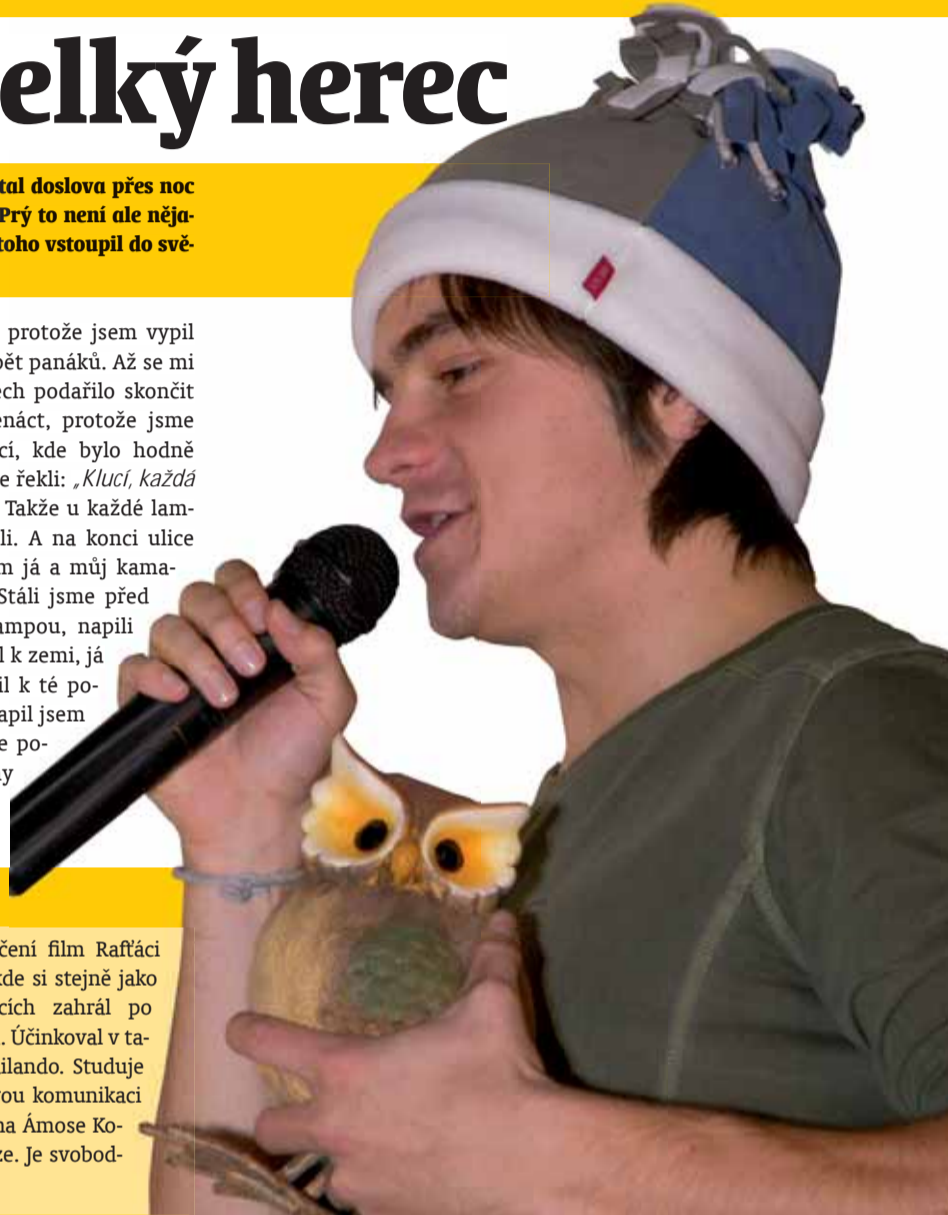 elký herec
tal doslova přes noc
Prý to není ale něja-
toho vstoupil do svě-
protože jsem vypil
pět panáků. Až se mi
ech podařilo skončit
enáct, protože jsme
cí, kde bylo hodně
e řekli: „Klucí, každá
Takže u každé lam-
li. A na konci ulice
m já a můj kama-
Stáli jsme před
ampou, napili
l k zemi, já
il k té po-
apil jsem
e po-
y
čení film Rafťáci
kde si stejně jako
cích zahrál po
. Účinkoval v ta-
ilando. Studuje
vou komunikaci
na Ámose Ko-
ze. Je svobod-